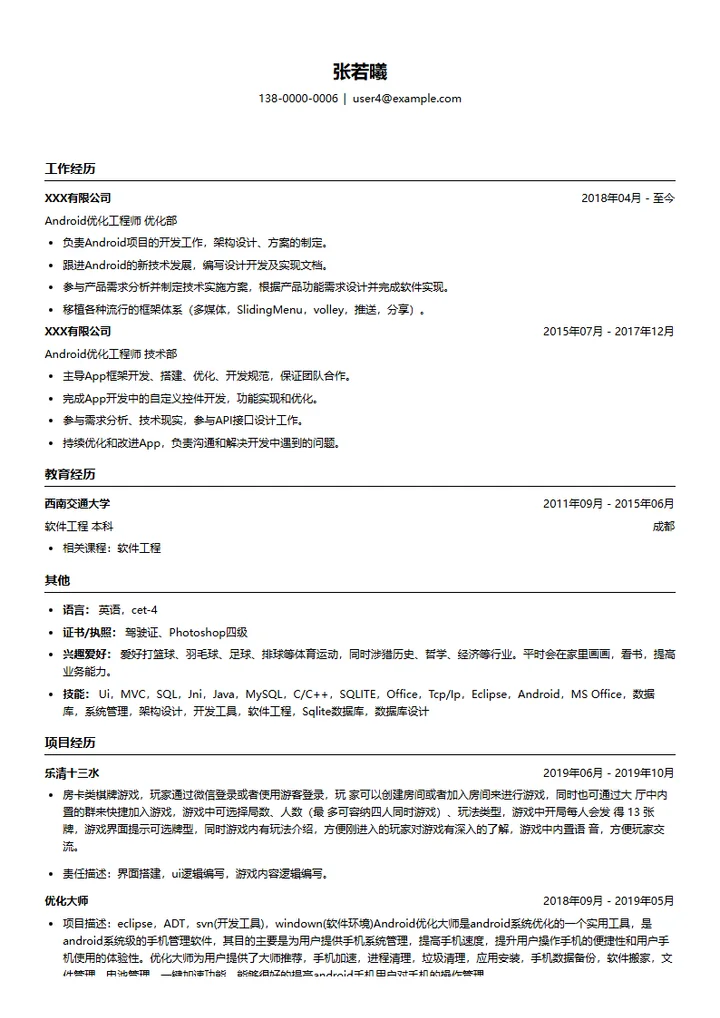 张若曦
138-0000-0006 | user4@example.com
工作经历
XXX有限公司 2018年04月 - 至今
Android优化工程师 优化部
• 负责Android项目的开发工作，架构设计、方案的制定。
• 跟进Android的新技术发展，编写设计开发及实现文档。
• 参与产品需求分析并制定技术实施方案，根据产品功能需求设计并完成软件实现。
• 移植各种流行的框架体系（多媒体，SlidingMenu，volley，推送，分享）。
XXX有限公司 2015年07月 - 2017年12月
Android优化工程师 技术部
• 主导App框架开发、搭建、优化、开发规范，保证团队合作。
• 完成App开发中的自定义控件开发，功能实现和优化。
• 参与需求分析、技术现实，参与API接口设计工作。
• 持续优化和改进App，负责沟通和解决开发中遇到的问题。
教育经历
西南交通大学 2011年09月 - 2015年06月
软件工程 本科 成都
• 相关课程：软件工程
其他
• 语言： 英语，cet-4
• 证书/执照： 驾驶证、Photoshop四级
• 兴趣爱好： 爱好打篮球、羽毛球、足球、排球等体育运动，同时涉猎历史、哲学、经济等行业。平时会在家里画画，看书，提高
业务能力。
• 技能： Ui，MVC，SQL，Jni，Java，MySQL，C/C++，SQLITE，Office，Tcp/Ip，Eclipse，Android，MS Office，数据
库，系统管理，架构设计，开发工具，软件工程，Sqlite数据库，数据库设计
项目经历
乐清十三水 2019年06月 - 2019年10月
• 房卡类棋牌游戏，玩家通过微信登录或者使用游客登录，玩 家可以创建房间或者加入房间来进行游戏，同时也可通过大 厅中内
置的群来快捷加入游戏，游戏中可选择局数、人数（最 多可容纳四人同时游戏）、玩法类型，游戏中开局每人会发 得 13 张
牌，游戏界面提示可选牌型，同时游戏内有玩法介绍，方便刚进入的玩家对游戏有深入的了解，游戏中内置语 音，方便玩家交
流。
• 责任描述：界面搭建，ui逻辑编写，游戏内容逻辑编写。
优化大师 2018年09月 - 2019年05月
• 项目描述：eclipse，ADT，svn(开发工具)，windown(软件环境)Android优化大师是android系统优化的一个实用工具，是
android系统级的手机管理软件，其目的主要是为用户提供手机系统管理，提高手机速度，提升用户操作手机的便捷性和用户手
机使用的体验性。优化大师为用户提供了大师推荐，手机加速，进程清理，垃圾清理，应用安装，手机数据备份，软件搬家，文
件管理，电池管理，一键加速功能，能够很好的提高android手机用户对手机的操作管理